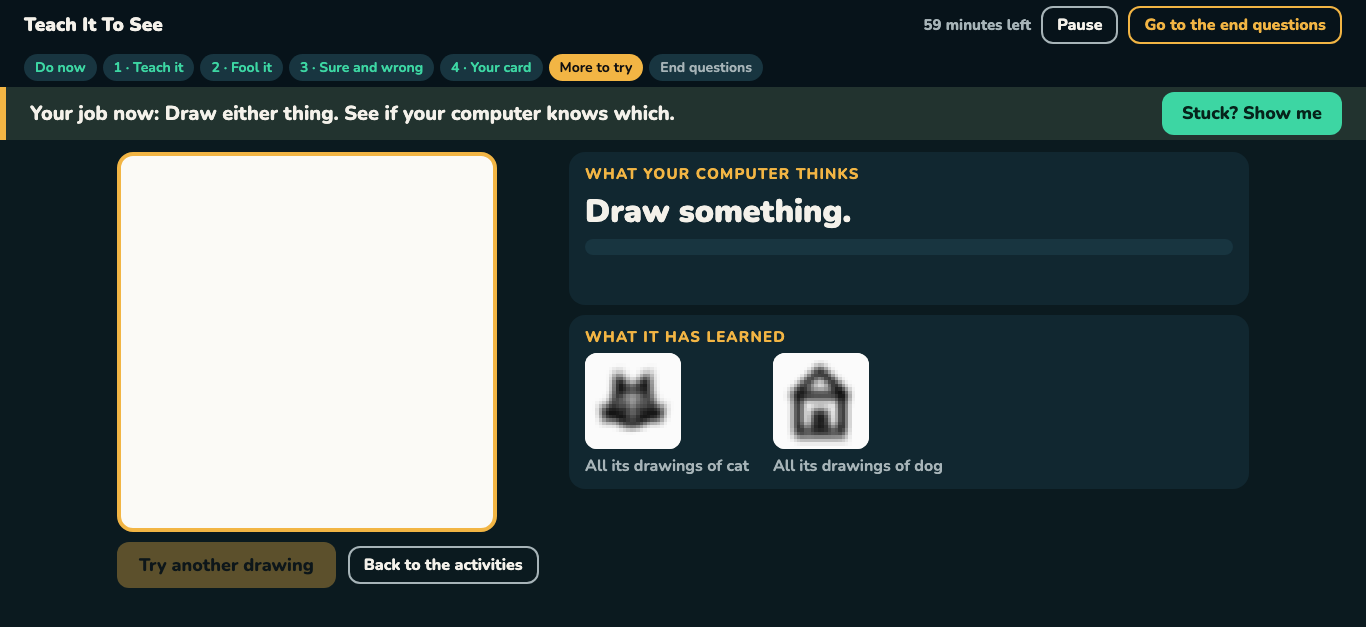 Teach It To See
59 minutes left
Pause
Go to the end questions
Do now
1 · Teach it
2 · Fool it
3 · Sure and wrong
4 · Your card
More to try
End questions
Your job now: Draw either thing. See if your computer knows which.
Stuck? Show me
WHAT YOUR COMPUTER THINKS
Draw something.
WHAT IT HAS LEARNED
All its drawings of cat
All its drawings of dog
Try another drawing
Back to the activities